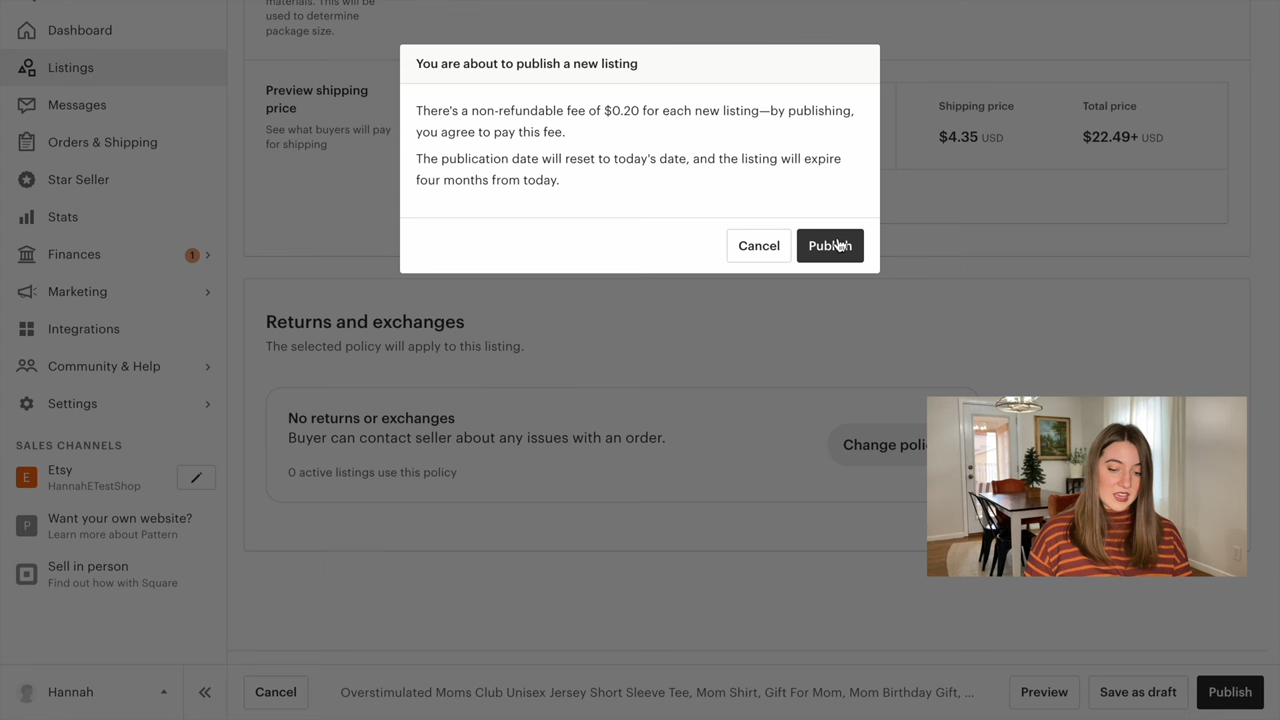 materials. This will be
used to determine
package size.
Dashboard
Listings
Messages
Orders & Shipping
Star Seller
Stats
Finances
1
Marketing
Integrations
Community & Help
Settings
SALES CHANNELS
E
Etsy
HannahETestShop
P
Want your own website?
Learn more about Pattern
Sell in person
Find out how with Square
Hannah
Preview shipping
price
See what buyers will pay
for shipping
Shipping price
Total price
$4.35 USD
$22.49+ USD
You are about to publish a new listing
There's a non-refundable fee of $0.20 for each new listing—by publishing,
you agree to pay this fee.
The publication date will reset to today's date, and the listing will expire
four months from today.
Cancel
Publish
Returns and exchanges
The selected policy will apply to this listing.
No returns or exchanges
Buyer can contact seller about any issues with an order.
0 active listings use this policy
Change poli
Cancel
Overstimulated Moms Club Unisex Jersey Short Sleeve Tee, Mom Shirt, Gift For Mom, Mom Birthday Gift, ...
Preview
Save as draft
Publish